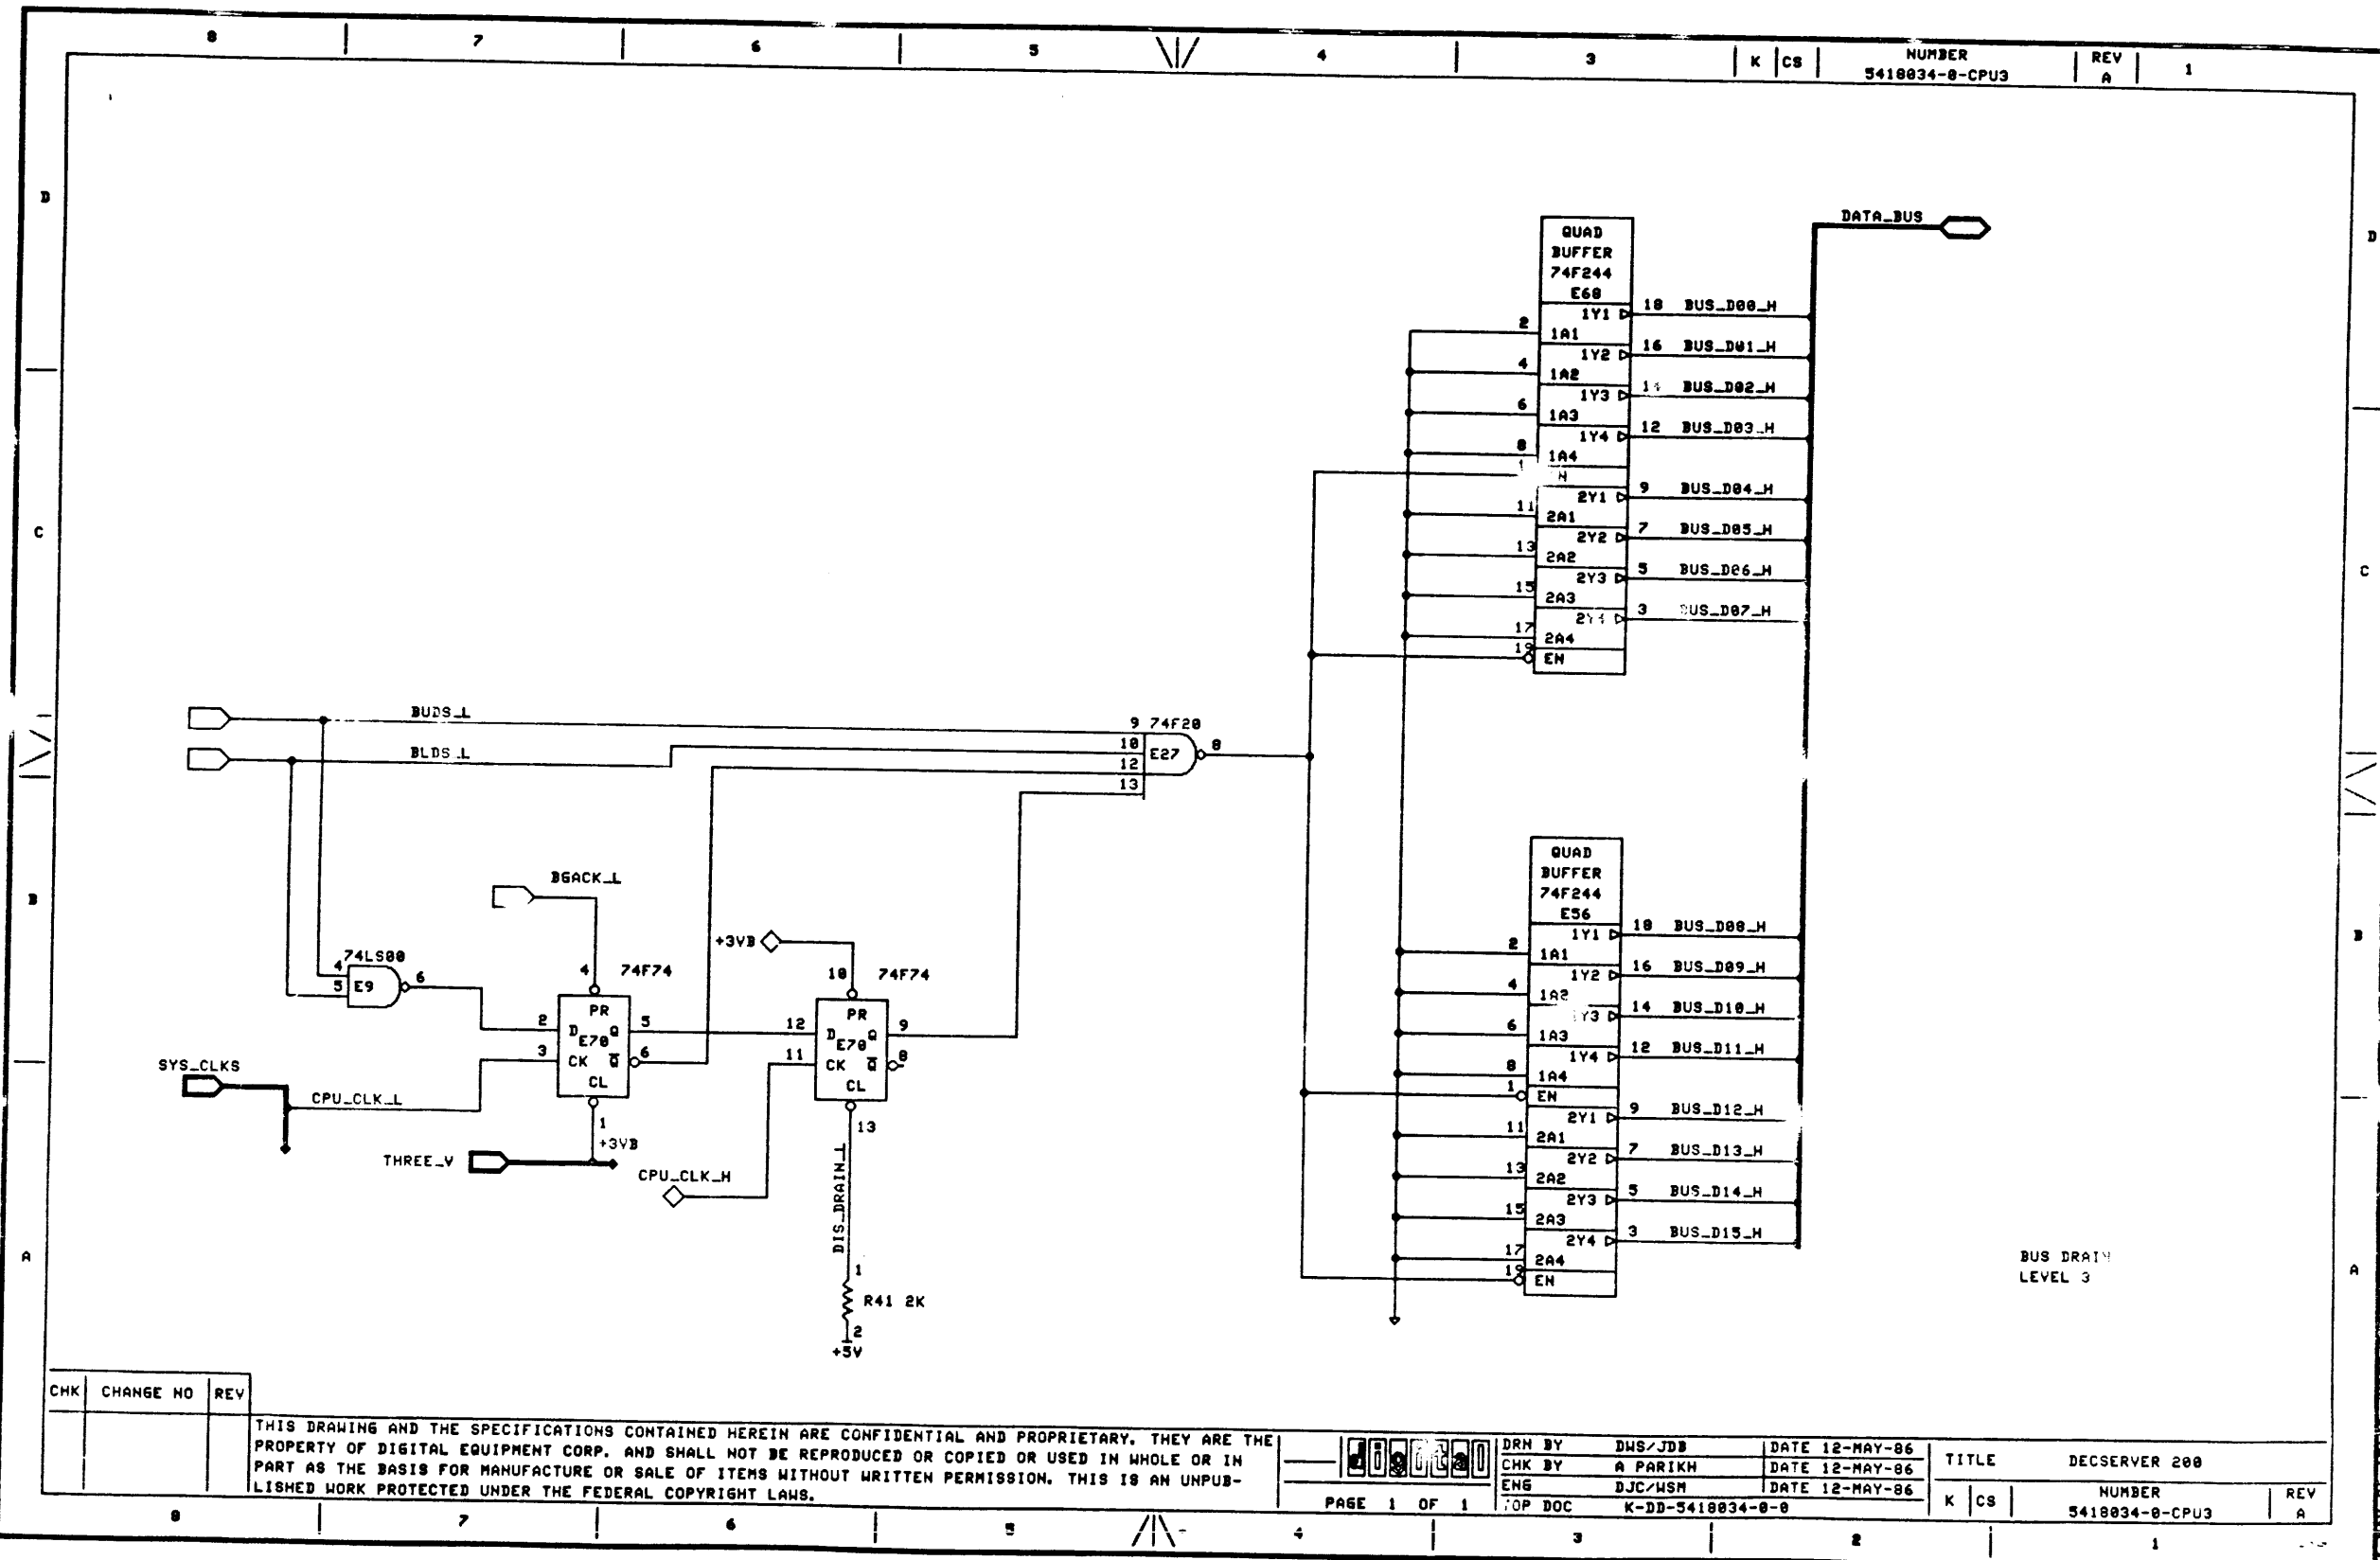 8 7 6 5 4 3 K CS NUMBER REV 1
5418034-0-CPU3 A
D
D
C
C
B
B
A
A
DATA_BUS
QUAD
BUFFER
74F244
E68
1Y1 18 BUS_D00_H
2 1A1
1Y2 16 BUS_D01_H
4 1A2
1Y3 BUS_D02_H
6 1A3
1Y4 12 BUS_D03_H
8 1A4
1
2Y1 9 BUS_D04_H
11 2A1
2Y2 7 BUS_D05_H
13 2A2
2Y3 5 BUS_D06_H
15 2A3
3
17 2A4
19 EN
BUDS_L
BLDS_L
9 74F20
10
12
13
E27
8
BGACK_L
+3VB
74LS00
4
5 E9 6
4 74F74
PR
2 D Q 5
E70
3 CK Q 6
CL
1
+3VB
10 74F74
PR
12 D Q 9
E70
11 CK Q 8
CL
13
SYS_CLKS
CPU_CLK_L
THREE_V
CPU_CLK_H
DIS_DRAIN_L
1
R41 2K
2
+5V
QUAD
BUFFER
74F244
E56
1Y1 18 BUS_D08_H
2 1A1
1Y2 16 BUS_D09_H
4 1A2
14 BUS_D10_H
6 1A3
1Y4 12 BUS_D11_H
8 1A4
1 EN
2Y1 9 BUS_D12_H
11 2A1
2Y2 7 BUS_D13_H
13 2A2
2Y3 5 BUS_D14_H
15 2A3
2Y4 3 BUS_D15_H
17 2A4
19 EN
BUS
LEVEL 3
CHK CHANGE NO REV
THIS DRAWING AND THE SPECIFICATIONS CONTAINED HEREIN ARE CONFIDENTIAL AND PROPRIETARY. THEY ARE THE
PROPERTY OF DIGITAL EQUIPMENT CORP. AND SHALL NOT BE REPRODUCED OR COPIED OR USED IN WHOLE OR IN
PART AS THE BASIS FOR MANUFACTURE OR SALE OF ITEMS WITHOUT WRITTEN PERMISSION. THIS IS AN UNPUB-
LISHED WORK PROTECTED UNDER THE FEDERAL COPYRIGHT LAWS.
digital
PAGE 1 OF 1
DRN BY DWS/JDB DATE 12-MAY-86
CHK BY A PARIKH DATE 12-MAY-86
ENG DJC/WSM DATE 12-MAY-86
DOC K-DD-5418034-0-0
TITLE DECSERVER 200
K CS NUMBER REV
5418034-0-CPU3 A
8 7 6 5 4 3 2 1